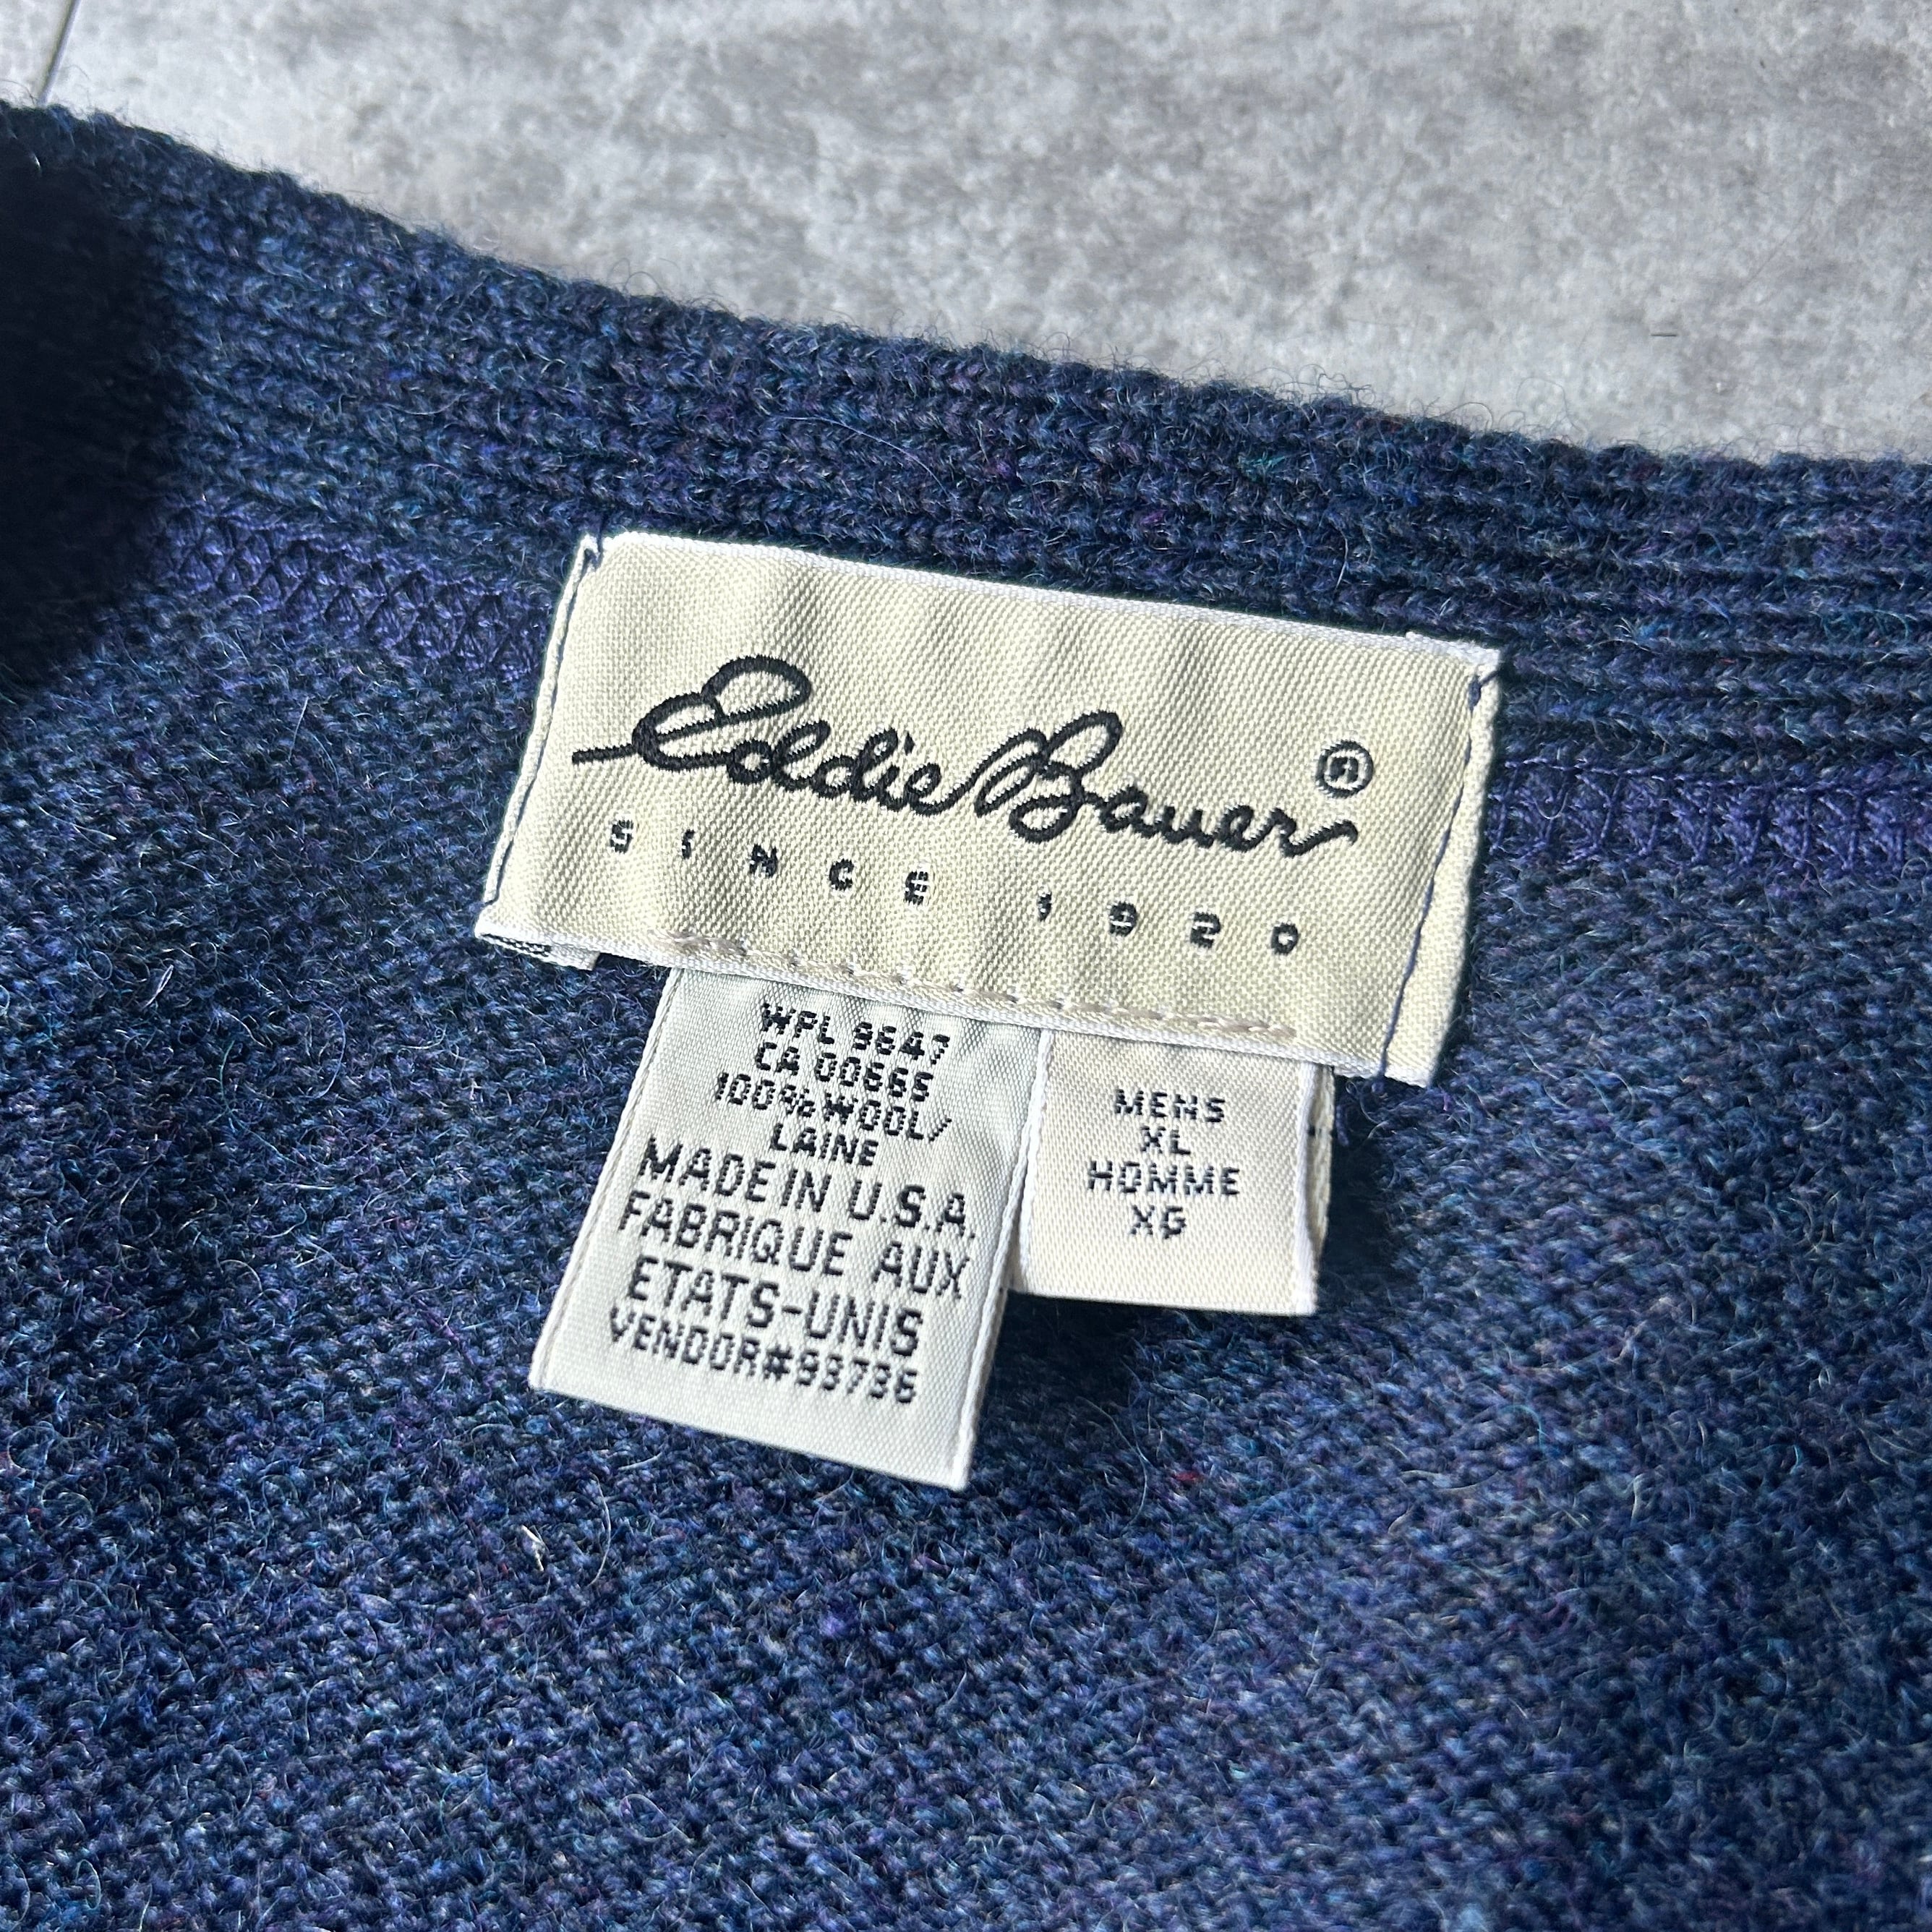 Eddie Bauer ®
SINCE 1920
WPL 9647
CA 00665
100% WOOL/
LAINE
MADE IN U.S.A.
FABRIQUE AUX
ETATS-UNIS
VENDOR#93736
MENS
XL
HOMME
XG